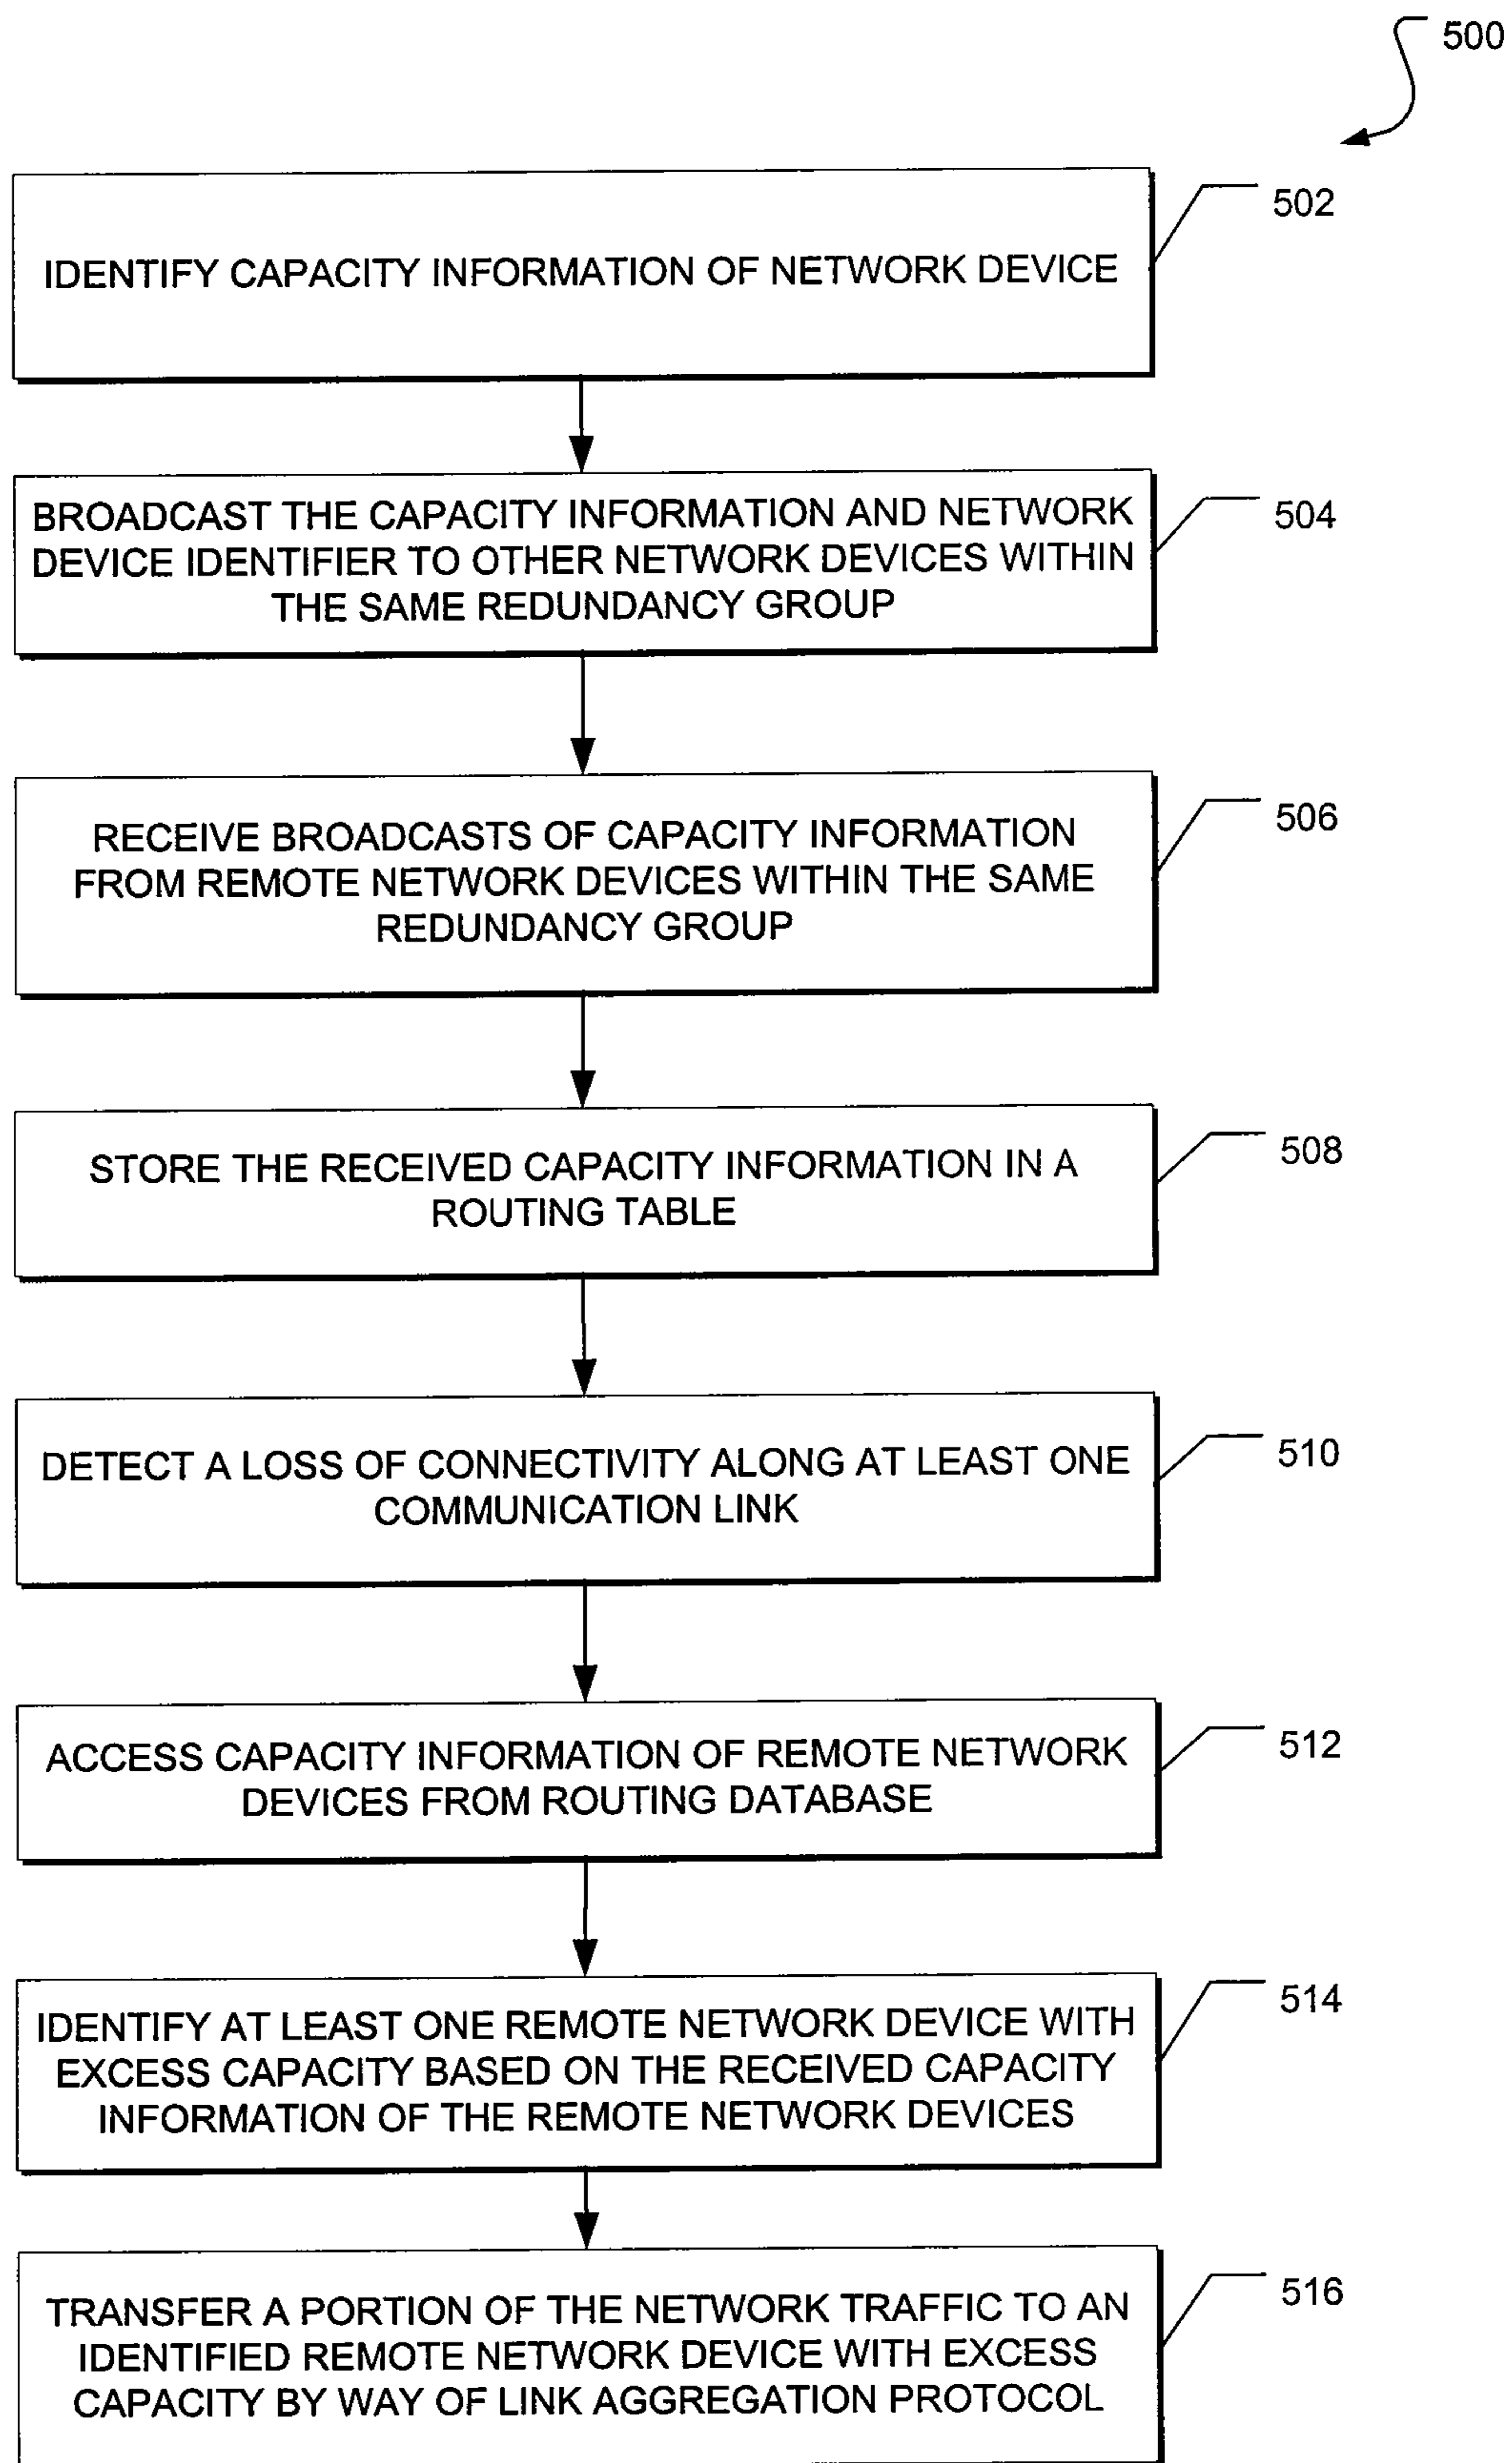 500
502
IDENTIFY CAPACITY INFORMATION OF NETWORK DEVICE
BROADCAST THE CAPACITY INFORMATION AND NETWORK
DEVICE IDENTIFIER TO OTHER NETWORK DEVICES WITHIN
THE SAME REDUNDANCY GROUP
504
RECEIVE BROADCASTS OF CAPACITY INFORMATION
FROM REMOTE NETWORK DEVICES WITHIN THE SAME
REDUNDANCY GROUP
506
STORE THE RECEIVED CAPACITY INFORMATION IN A
ROUTING TABLE
508
DETECT A LOSS OF CONNECTIVITY ALONG AT LEAST ONE
COMMUNICATION LINK
510
ACCESS CAPACITY INFORMATION OF REMOTE NETWORK
DEVICES FROM ROUTING DATABASE
512
IDENTIFY AT LEAST ONE REMOTE NETWORK DEVICE WITH
EXCESS CAPACITY BASED ON THE RECEIVED CAPACITY
INFORMATION OF THE REMOTE NETWORK DEVICES
514
TRANSFER A PORTION OF THE NETWORK TRAFFIC TO AN
IDENTIFIED REMOTE NETWORK DEVICE WITH EXCESS
CAPACITY BY WAY OF LINK AGGREGATION PROTOCOL
516